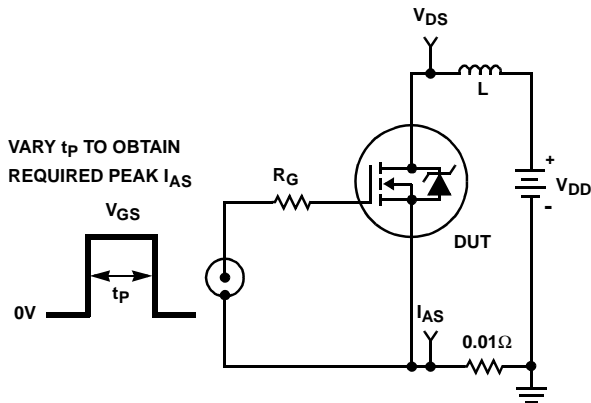 VDS
L
VARY tP TO OBTAIN
REQUIRED PEAK IAS
RG
+
VDD
-
VGS
DUT
tP
0V
IAS
0.01Ω